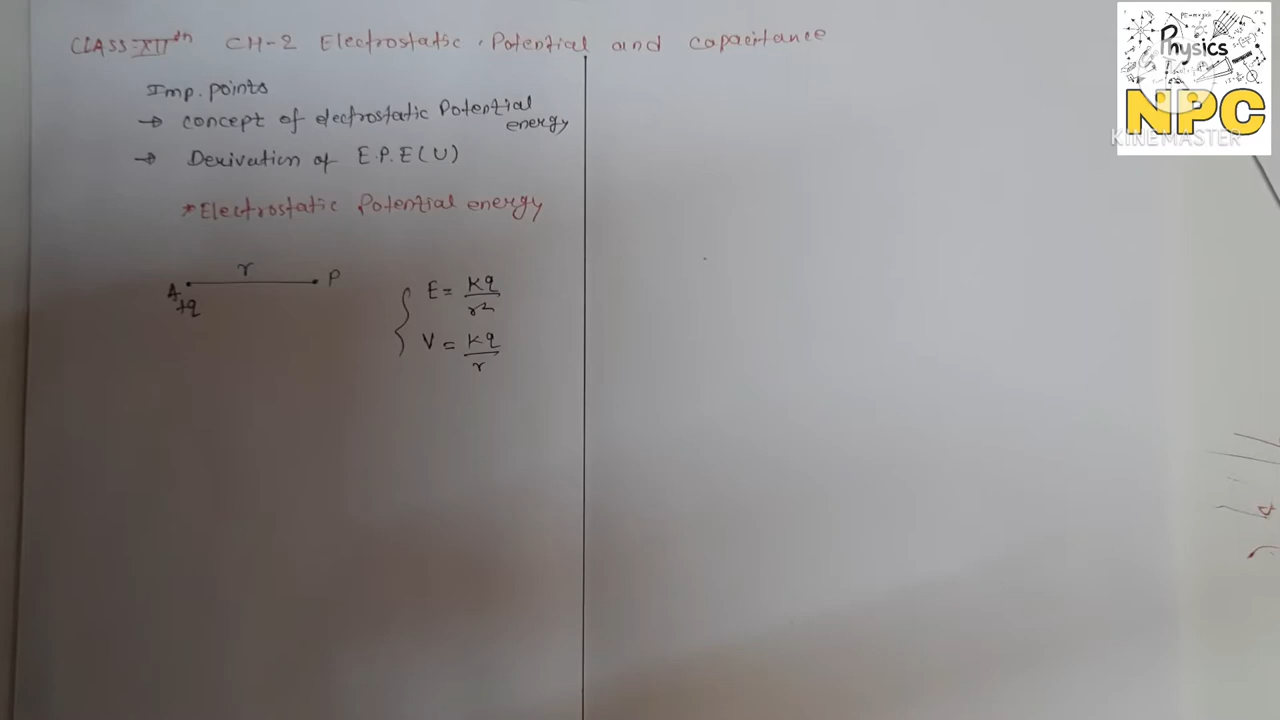 CLASS-XIIth CH-2 Electrostatic Potential and capacitance
Imp. points
→ concept of electrostatic Potential
energy
→ Derivation of E.P.E(U)
*Electrostatic Potential energy
r
A P
+q
E = Kq/r²
V = Kq/r
Physics
NPC
KINEMASTER